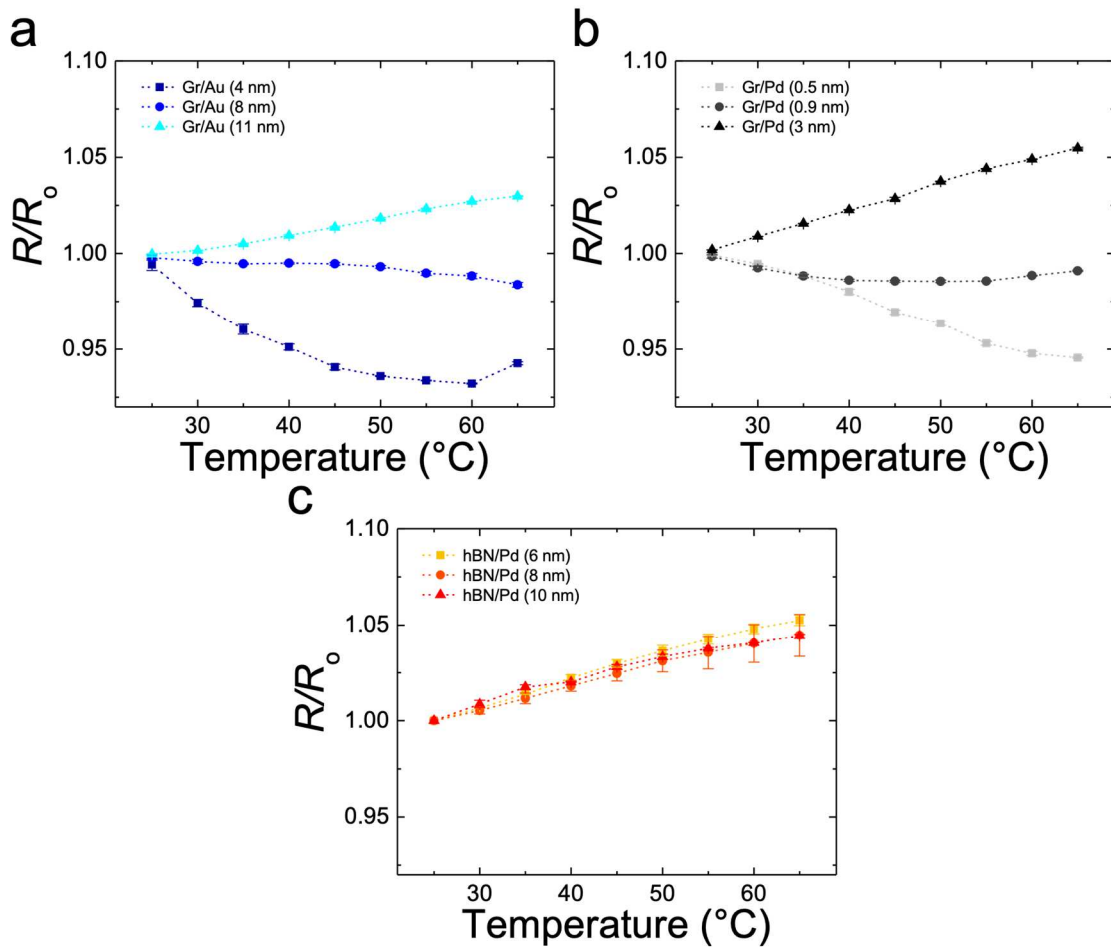 a
1.10
1.05
1.00
0.95
R/Ro
Gr/Au (4 nm)
Gr/Au (8 nm)
Gr/Au (11 nm)
30 40 50 60
Temperature (°C)
b
1.10
1.05
1.00
0.95
R/Ro
Gr/Pd (0.5 nm)
Gr/Pd (0.9 nm)
Gr/Pd (3 nm)
30 40 50 60
Temperature (°C)
c
1.10
1.05
1.00
0.95
R/Ro
hBN/Pd (6 nm)
hBN/Pd (8 nm)
hBN/Pd (10 nm)
30 40 50 60
Temperature (°C)